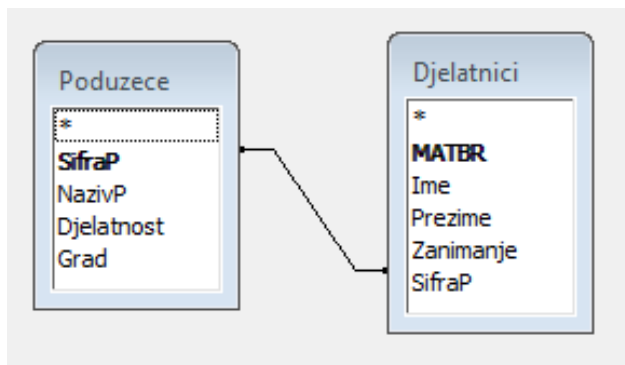 Poduzece
*
SifraP
NazivP
Djelatnost
Grad
Djelatnici
*
MATBR
Ime
Prezime
Zanimanje
SifraP